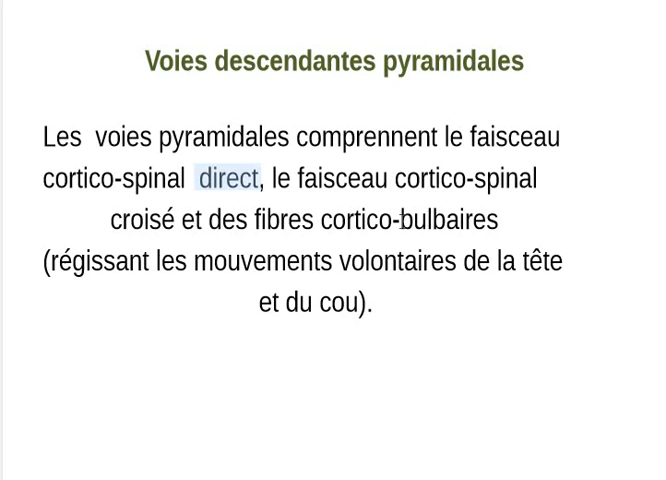 Voies descendantes pyramidales
Les voies pyramidales comprennent le faisceau
cortico-spinal direct, le faisceau cortico-spinal
croisé et des fibres cortico-bulbaires
(régissant les mouvements volontaires de la tête
et du cou).